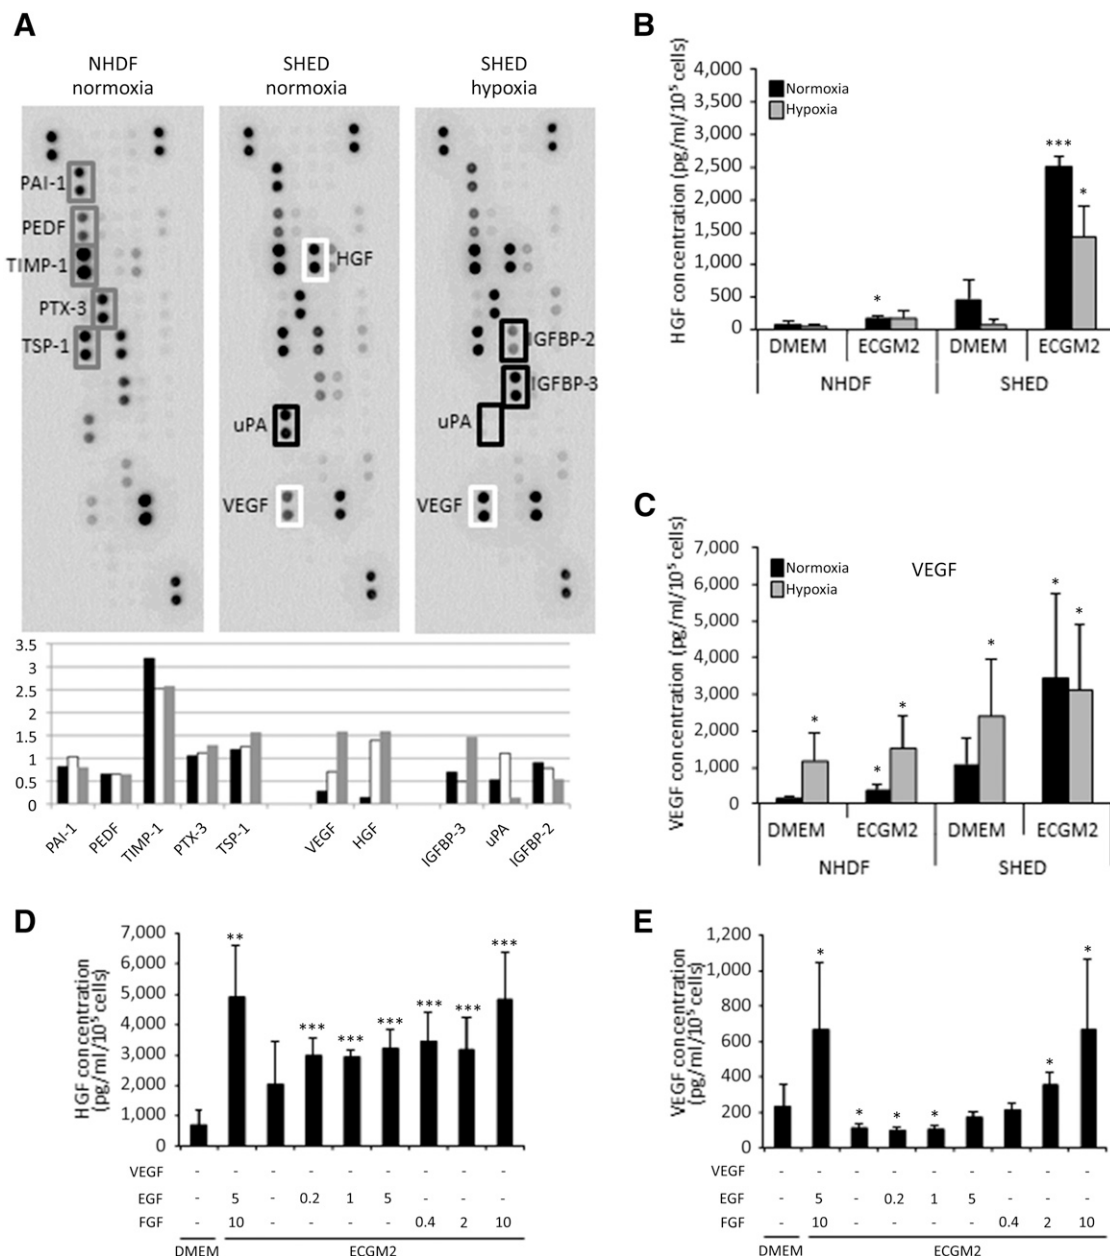 A
NHDF
normoxia
SHED
normoxia
SHED
hypoxia
PAI-1
PEDF
TIMP-1
PTX-3
TSP-1
HGF
uPA
VEGF
IGFBP-2
IGFBP-3
uPA
VEGF
3.5
3
2.5
2
1.5
1
0.5
0
PAI-1
PEDF
TIMP-1
PTX-3
TSP-1
VEGF
HGF
IGFBP-3
uPA
IGFBP-2
B
HGF concentration (pg/ml/10⁵ cells)
4,000
3,500
3,000
2,500
2,000
1,500
1,000
500
0
Normoxia
Hypoxia
*
***
*
DMEM ECGM2 DMEM ECGM2
NHDF SHED
C
VEGF concentration (pg/ml/10⁵ cells)
7,000
6,000
5,000
4,000
3,000
2,000
1,000
0
Normoxia
Hypoxia
VEGF
* * * * * *
DMEM ECGM2 DMEM ECGM2
NHDF SHED
D
HGF concentration
(pg/ml/10⁵ cells)
7,000
6,000
5,000
4,000
3,000
2,000
1,000
0
** *** *** *** *** *** ***
VEGF - - - - - - - - -
EGF - 5 - 0.2 1 5 - - -
FGF - 10 - - - - 0.4 2 10
DMEM ECGM2
E
VEGF concentration
(pg/ml/10⁵ cells)
1,200
1,000
800
600
400
200
0
* * * * * *
VEGF - - - - - - - - -
EGF - 5 - 0.2 1 5 - - -
FGF - 10 - - - - 0.4 2 10
DMEM ECGM2